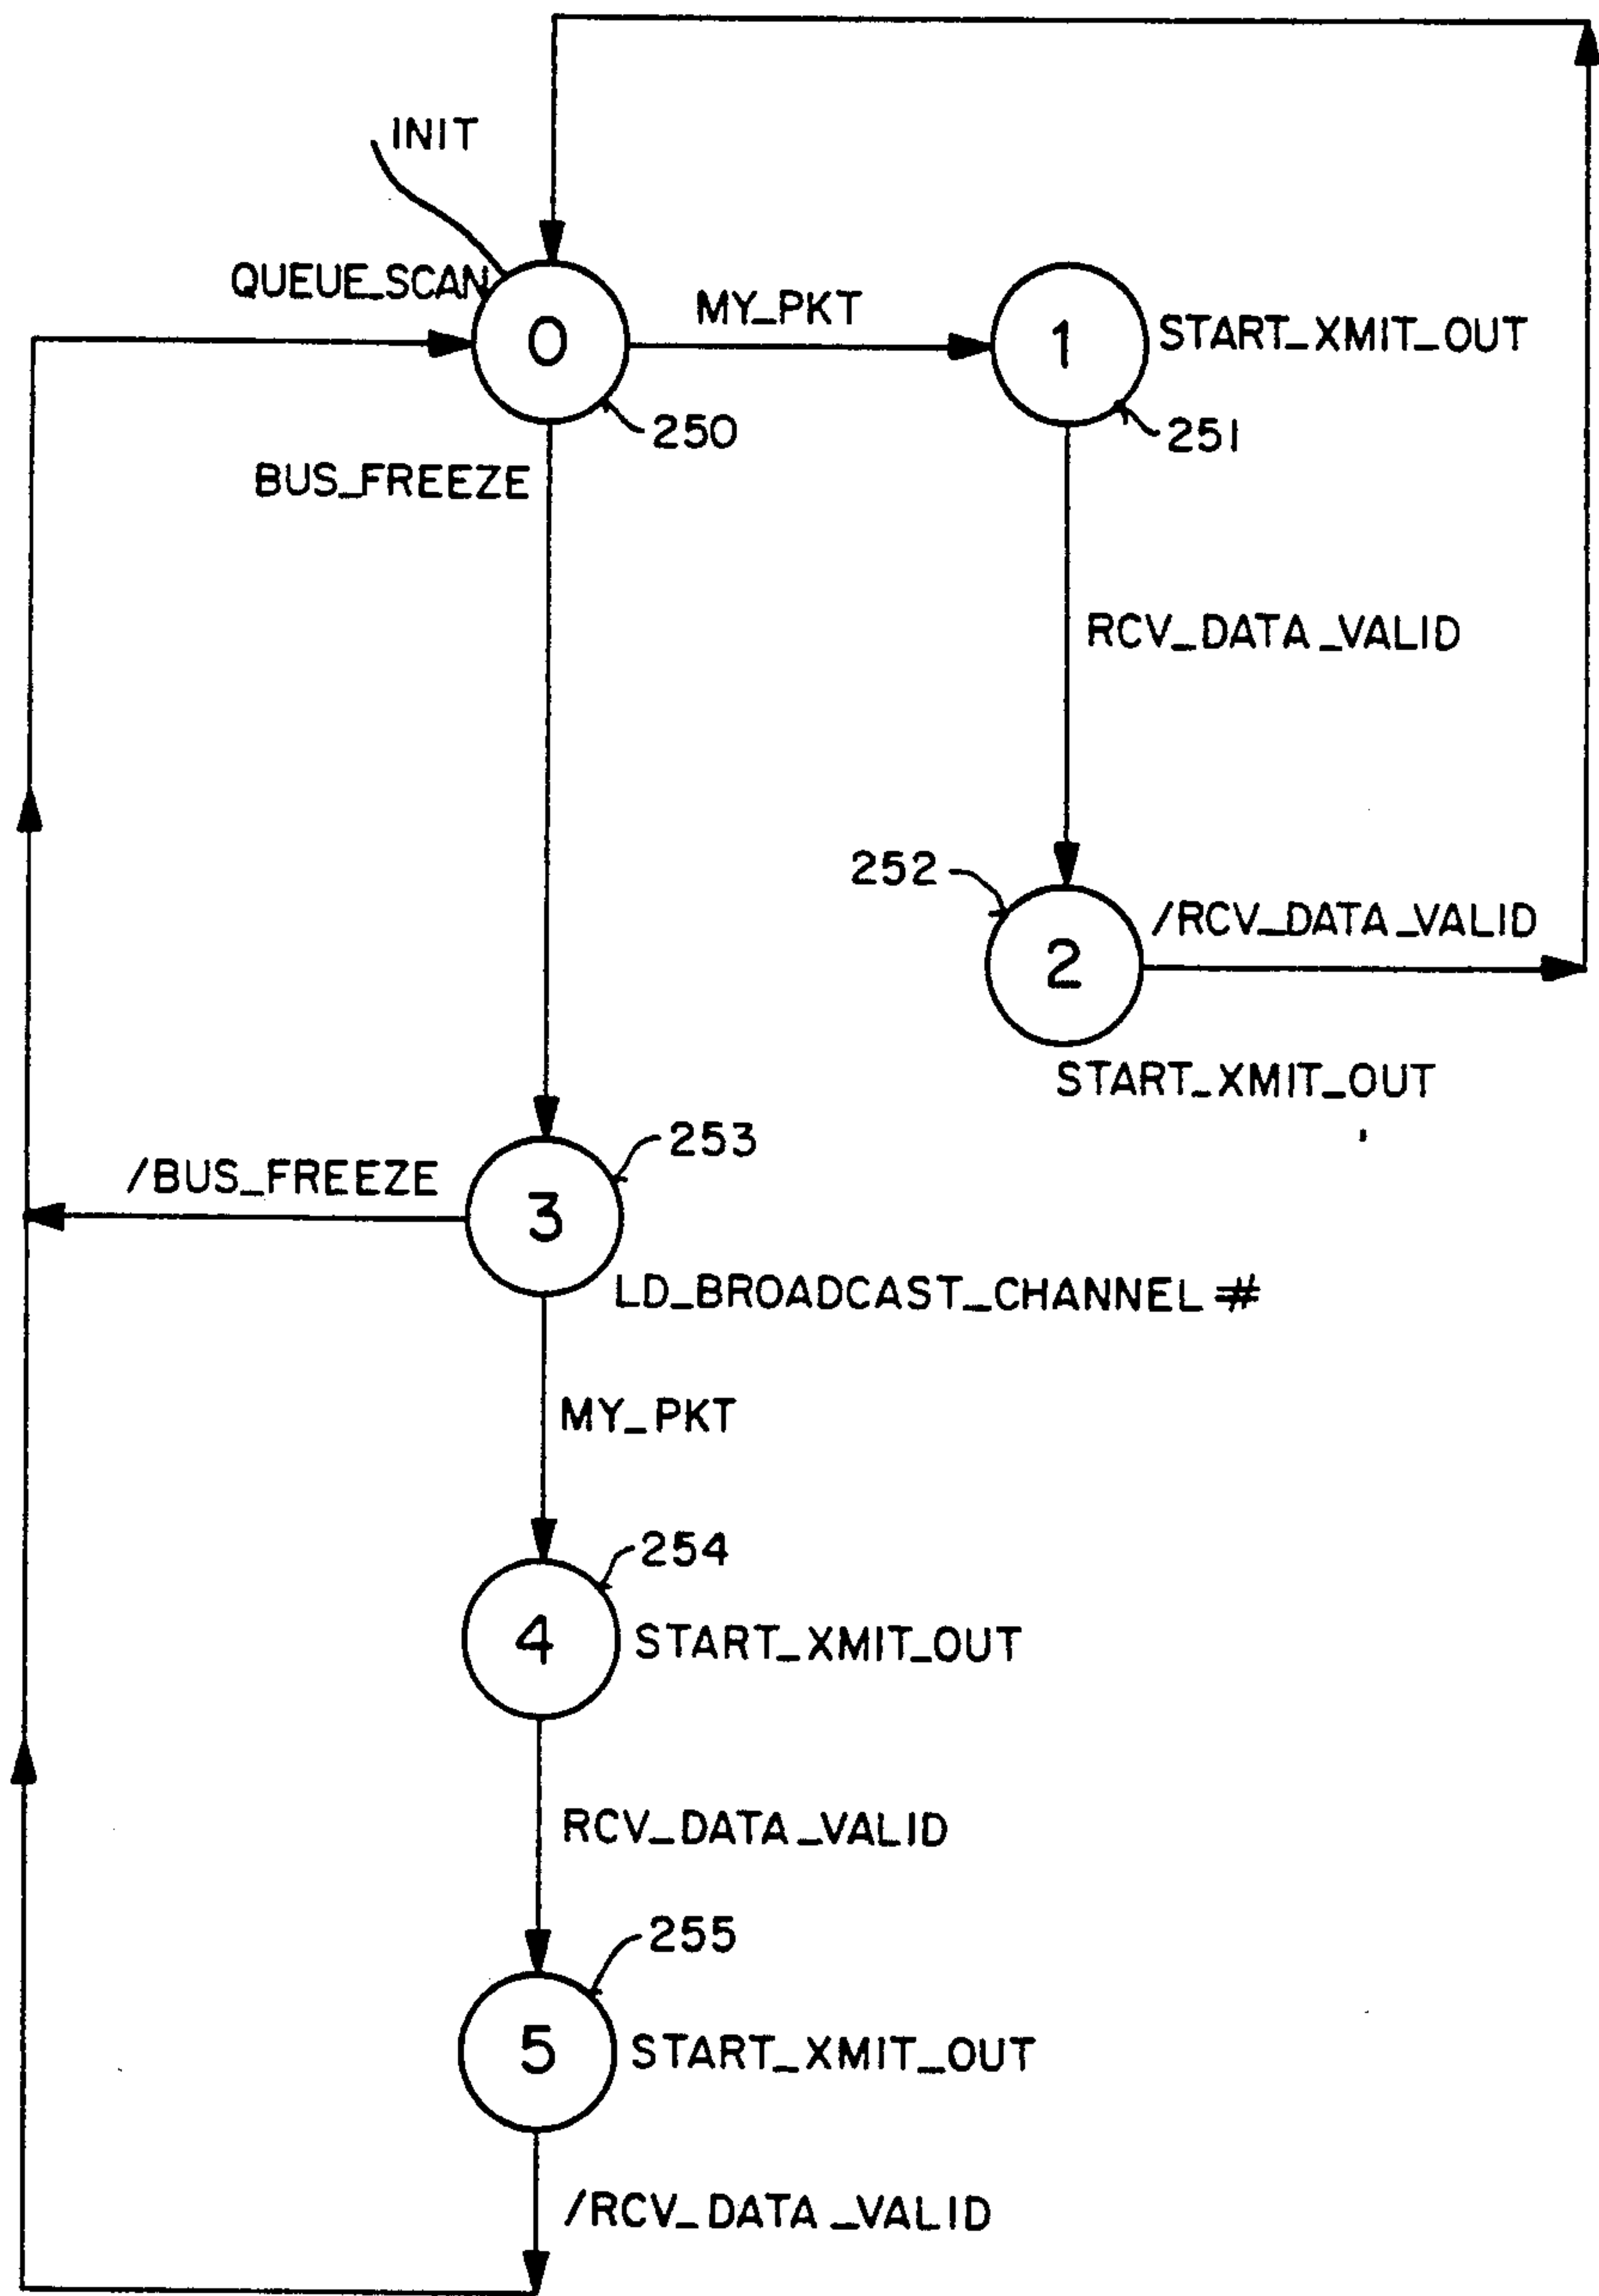 INIT
QUEUE_SCAN
0
MY_PKT
1
START_XMIT_OUT
250
251
BUS_FREEZE
RCV_DATA_VALID
252
/RCV_DATA_VALID
2
START_XMIT_OUT
253
/BUS_FREEZE
3
LD_BROADCAST_CHANNEL #
MY_PKT
254
4
START_XMIT_OUT
RCV_DATA_VALID
255
5
START_XMIT_OUT
/RCV_DATA_VALID